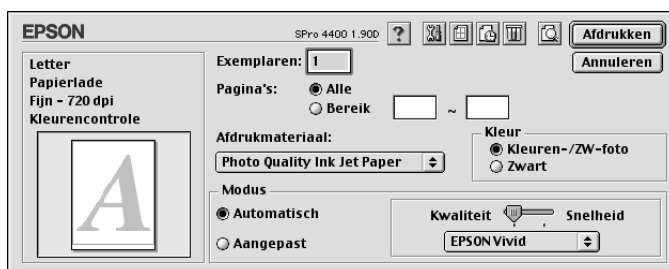 EPSON SPro 4400 1.90D ? Afdrukken
Annuleren
Letter
Papierlade
Fijn - 720 dpi
Kleurencontrole
A
Exemplaren: 1
Pagina's: Alle
Bereik ~
Afdrukmateriaal:
Photo Quality Ink Jet Paper
Kleur
Kleuren-/ZW-foto
Zwart
Modus
Automatisch
Aangepast
Kwaliteit Snelheid
EPSON Vivid